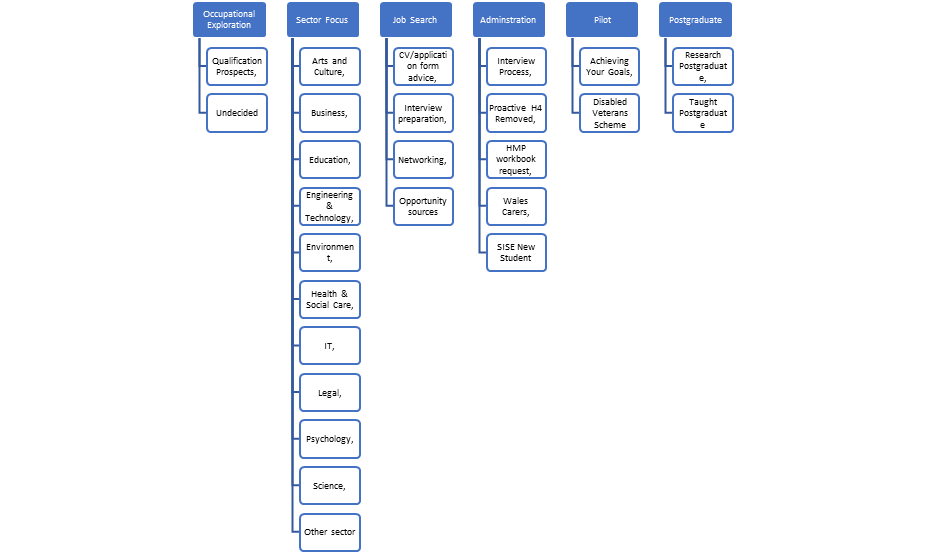 Occupational
Exploration
Qualification
Prospects,
Undecided
Sector Focus
Arts and
Culture,
Business,
Education,
Engineering
&
Technology,
Environmen
t,
Health &
Social Care,
IT,
Legal,
Psychology,
Science,
Other sector
Job Search
CV/applicati
on form
advice,
Interview
preparation,
Networking,
Opportunity
sources
Adminstration
Interview
Process,
Proactive H4
Removed,
HMP
workbook
request,
Wales
Carers,
SISE New
Student
Pilot
Achieving
Your Goals,
Disabled
Veterans
Scheme
Postgraduate
Research
Postgraduat
e,
Taught
Postgraduat
e